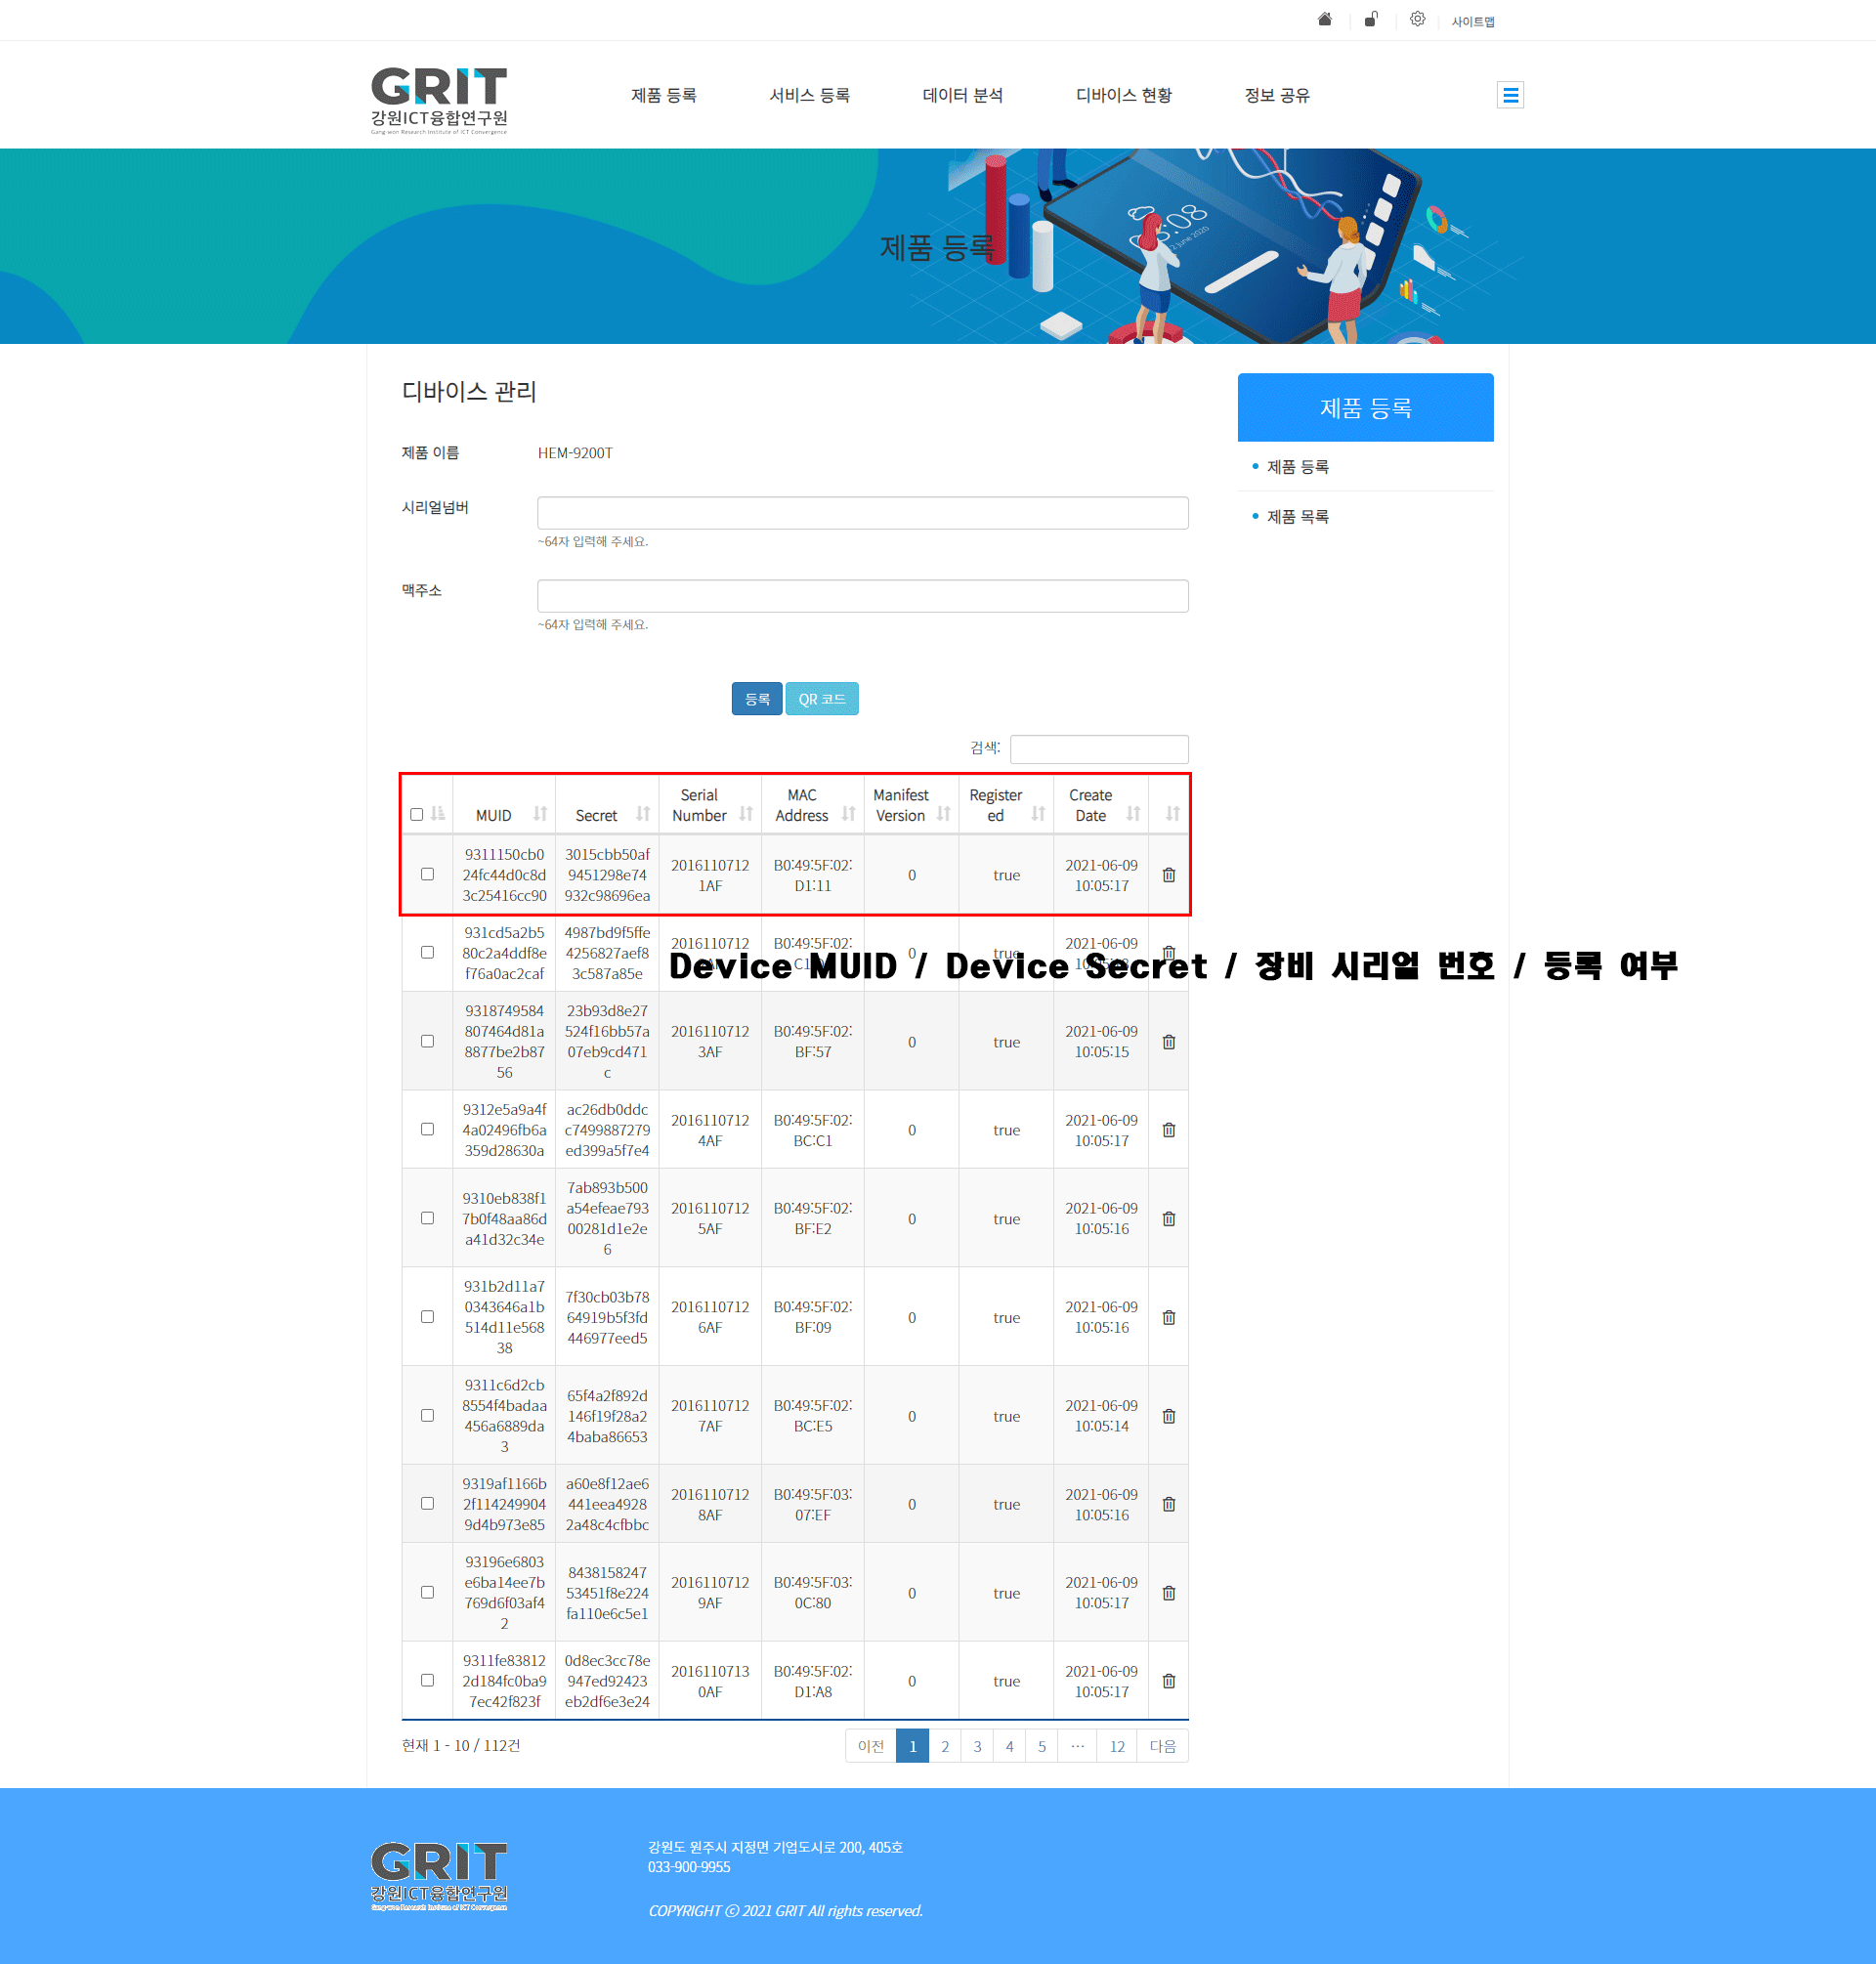 사이트맵
GRIT
강원ICT융합연구원
Gang-won Research Institute of ICT Convergence
제품 등록
서비스 등록
데이터 분석
디바이스 현황
정보 공유
제품 등록
디바이스 관리
제품 등록
제품 등록
제품 목록
제품 이름 HEM-9200T
시리얼넘버
~64자 입력해 주세요.
맥주소
~64자 입력해 주세요.
등록 QR 코드
검색:
MUID Secret Serial Number MAC Address Manifest Version Registered Create Date
9311150cb024fc44d0c8d3c25416cc90 3015cbb50af9451298e74932c98696ea 20161107121AF B0:49:5F:02:D1:11 0 true 2021-06-09 10:05:17
931cd5a2b580c2a4ddf8ef76a0ac2caf 4987bd9f5ffe4256827aef83c587a85e 0 true
Device MUID / Device Secret / 장비 시리얼 번호 / 등록 여부
9318749584807464d81a8877be2b8756 23b93d8e27524f16bb57a07eb9cd471c 20161107123AF B0:49:5F:02:BF:57 0 true 2021-06-09 10:05:15
9312e5a9a4f4a02496fb6a359d28630a ac26db0ddcc7499887279ed399a5f7e4 20161107124AF B0:49:5F:02:BC:C1 0 true 2021-06-09 10:05:17
9310eb838f17b0f48aa86da41d32c34e 7ab893b500a54efeae79300281d1e2e6 20161107125AF B0:49:5F:02:BF:E2 0 true 2021-06-09 10:05:16
931b2d11a70343646a1b514d11e56838 7f30cb03b7864919b5f3fd446977eed5 20161107126AF B0:49:5F:02:BF:09 0 true 2021-06-09 10:05:16
9311c6d2cb8554f4badaa456a6889da3 65f4a2f892d146f19f28a24baba86653 20161107127AF B0:49:5F:02:BC:E5 0 true 2021-06-09 10:05:14
9319af1166b2f1142499049d4b973e85 a60e8f12ae6441eea49282a48c4cfbbc 20161107128AF B0:49:5F:03:07:EF 0 true 2021-06-09 10:05:16
93196e6803e6ba14ee7b769d6f03af42 843815824753451f8e224fa110e6c5e1 20161107129AF B0:49:5F:03:0C:80 0 true 2021-06-09 10:05:17
9311fe838122d184fc0ba97ec42f823f 0d8ec3cc78e947ed92423eb2df6e3e24 20161107130AF B0:49:5F:02:D1:A8 0 true 2021-06-09 10:05:17
현재 1 - 10 / 112건
이전 1 2 3 4 5 … 12 다음
GRIT
강원ICT융합연구원
Gang-won Research Institute of ICT Convergence
강원도 원주시 지정면 기업도시로 200, 405호
033-900-9955
COPYRIGHT ⓒ 2021 GRIT All rights reserved.